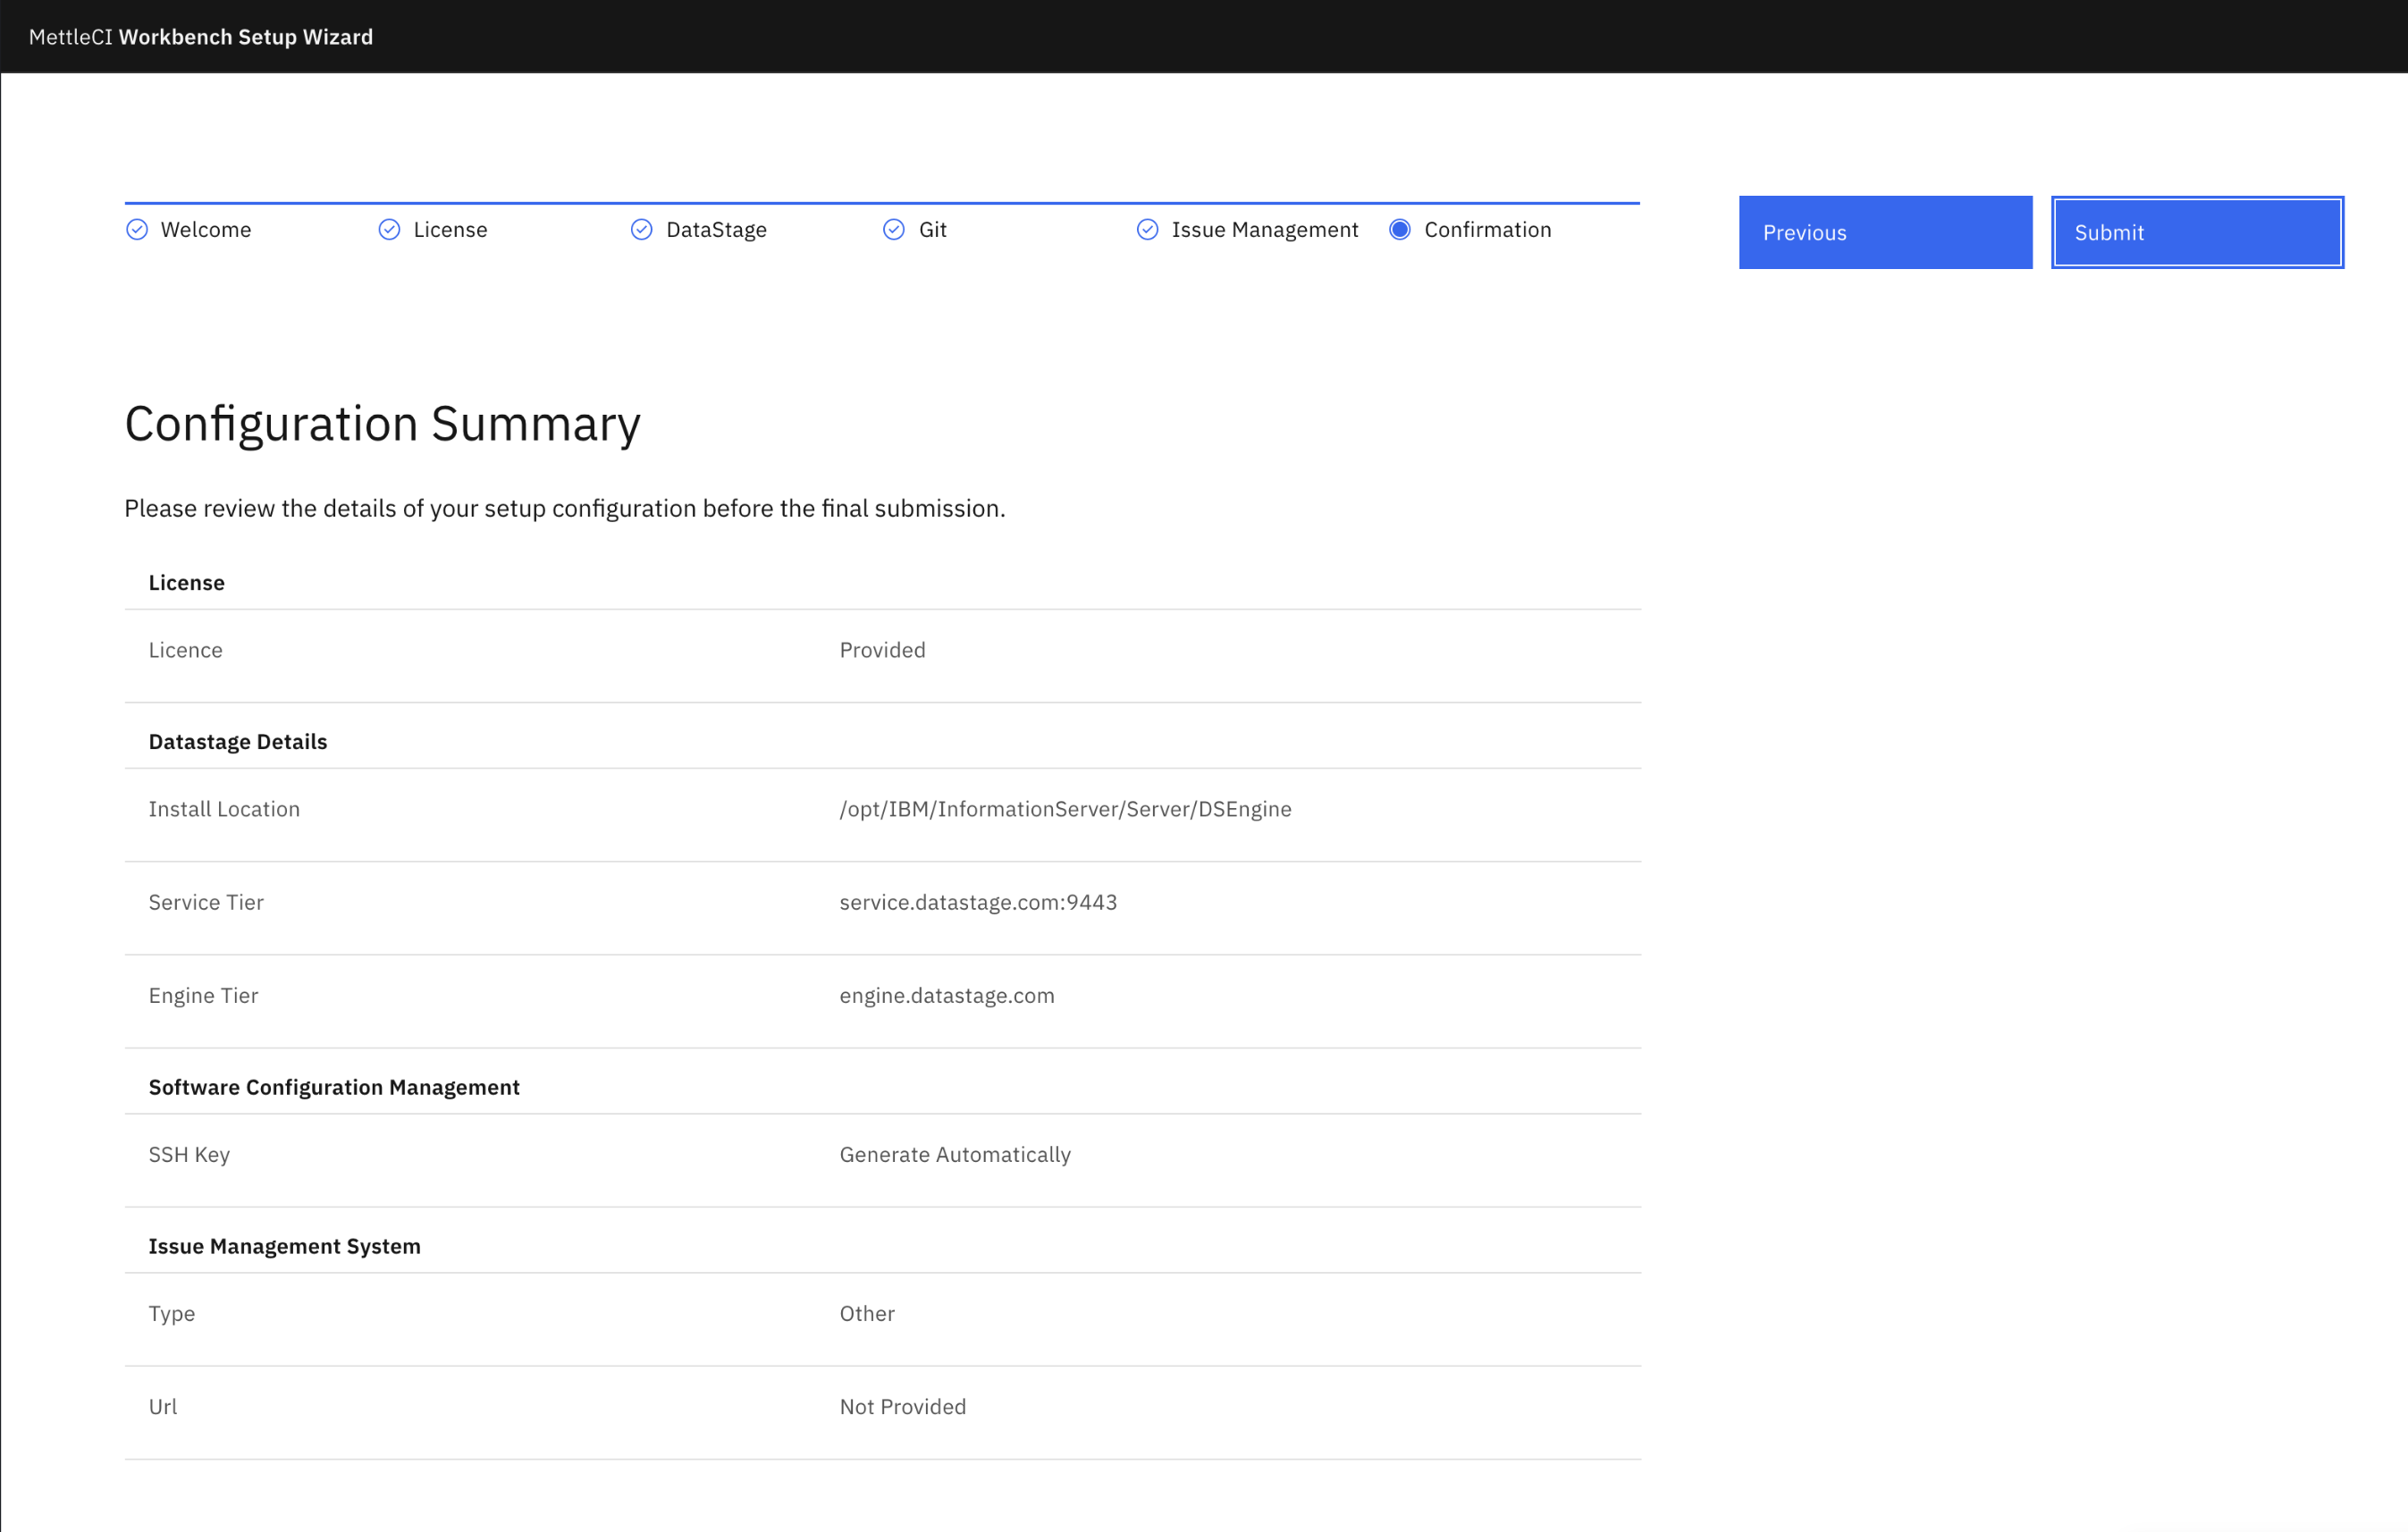 MettleCI Workbench Setup Wizard
Welcome License DataStage Git Issue Management Confirmation Previous Submit
Configuration Summary
Please review the details of your setup configuration before the final submission.
License
Licence Provided
Datastage Details
Install Location /opt/IBM/InformationServer/Server/DSEngine
Service Tier service.datastage.com:9443
Engine Tier engine.datastage.com
Software Configuration Management
SSH Key Generate Automatically
Issue Management System
Type Other
Url Not Provided